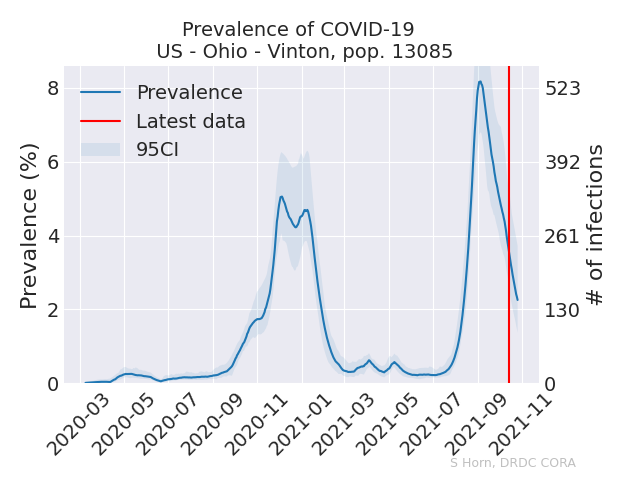 Prevalence of COVID-19
US - Ohio - Vinton, pop. 13085
Prevalence
Latest data
95CI
Prevalence (%)
8
6
4
2
0
# of infections
523
392
261
130
0
2020-03
2020-05
2020-07
2020-09
2020-11
2021-01
2021-03
2021-05
2021-07
2021-09
2021-11
S Horn, DRDC CORA